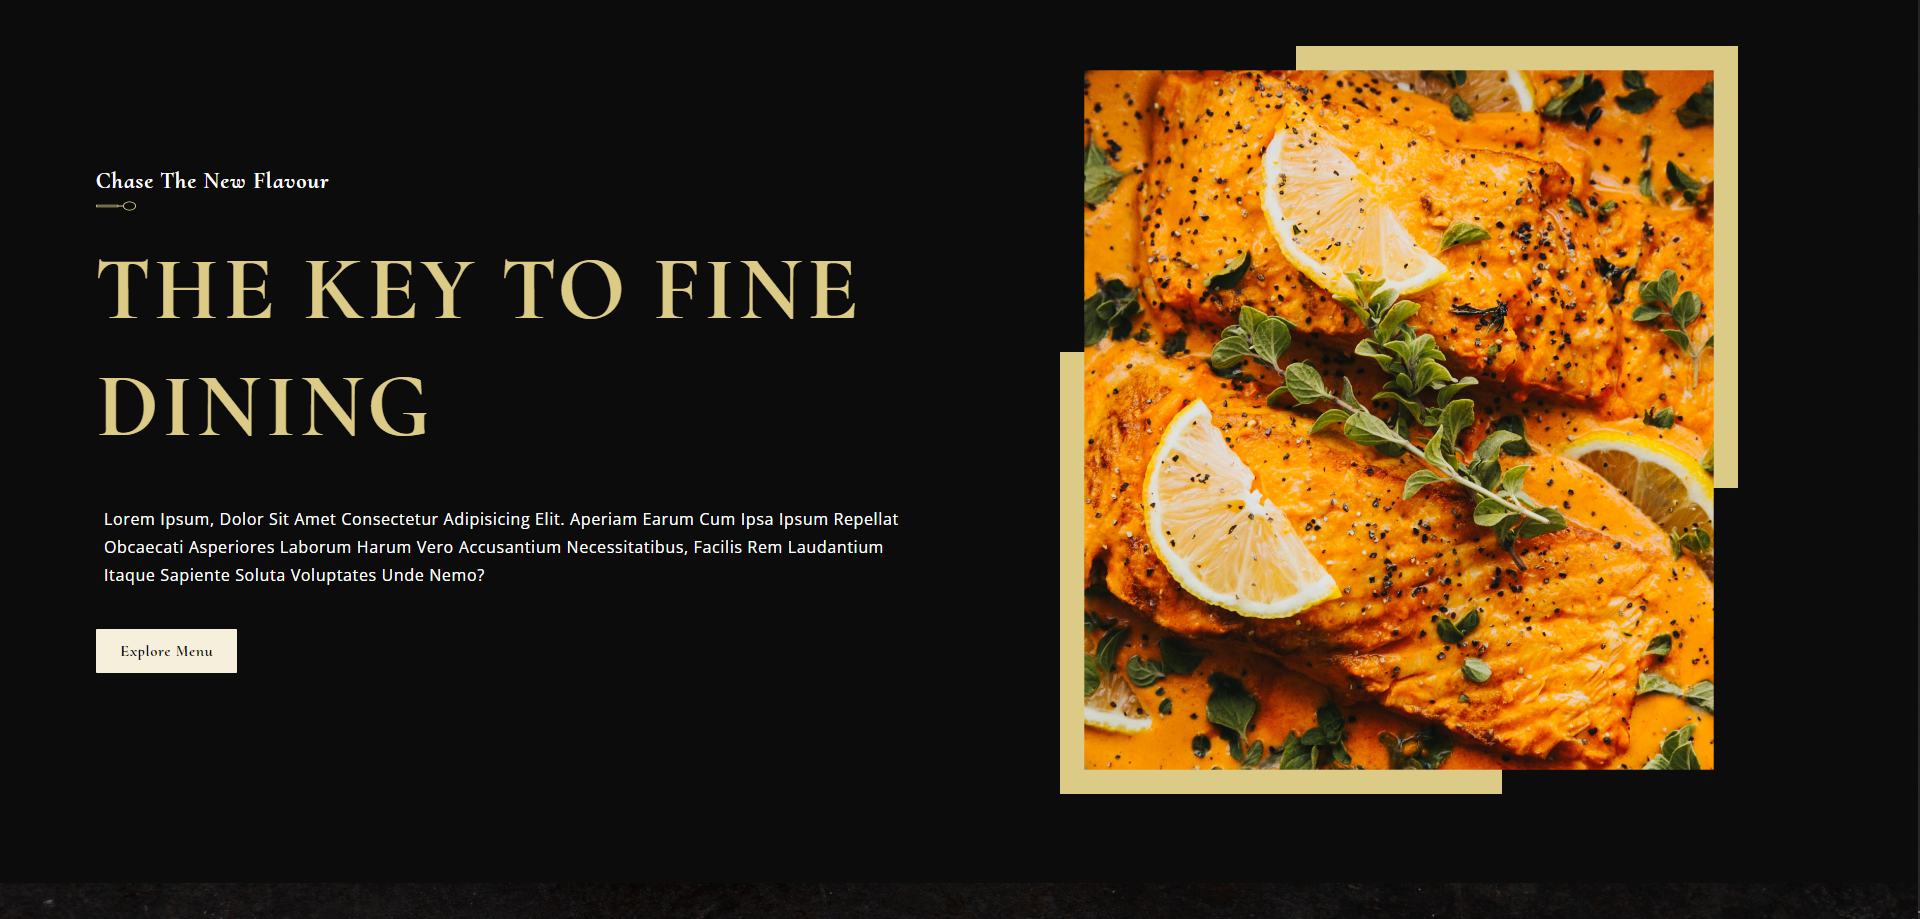 Chase The New Flavour
THE KEY TO FINE
DINING
Lorem Ipsum, Dolor Sit Amet Consectetur Adipisicing Elit. Aperiam Earum Cum Ipsa Ipsum Repellat
Obcaecati Asperiores Laborum Harum Vero Accusantium Necessitatibus, Facilis Rem Laudantium
Itaque Sapiente Soluta Voluptates Unde Nemo?
Explore Menu